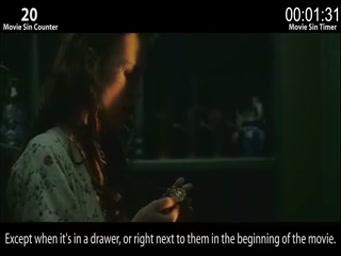 20
Movie Sin Counter
00:01:31
Movie Sin Timer
Except when it's in a drawer, or right next to them in the beginning of the movie.